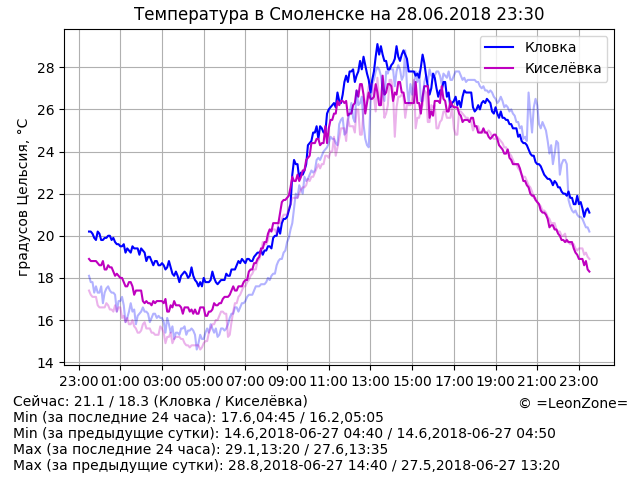 Температура в Смоленске на 28.06.2018 23:30
Кловка
Киселёвка
градусов Цельсия, °C
28
26
24
22
20
18
16
14
23:00 01:00 03:00 05:00 07:00 09:00 11:00 13:00 15:00 17:00 19:00 21:00 23:00
Сейчас: 21.1 / 18.3 (Кловка / Киселёвка)
© =LeonZone=
Min (за последние 24 часа): 17.6,04:45 / 16.2,05:05
Min (за предыдущие сутки): 14.6,2018-06-27 04:40 / 14.6,2018-06-27 04:50
Max (за последние 24 часа): 29.1,13:20 / 27.6,13:35
Max (за предыдущие сутки): 28.8,2018-06-27 14:40 / 27.5,2018-06-27 13:20